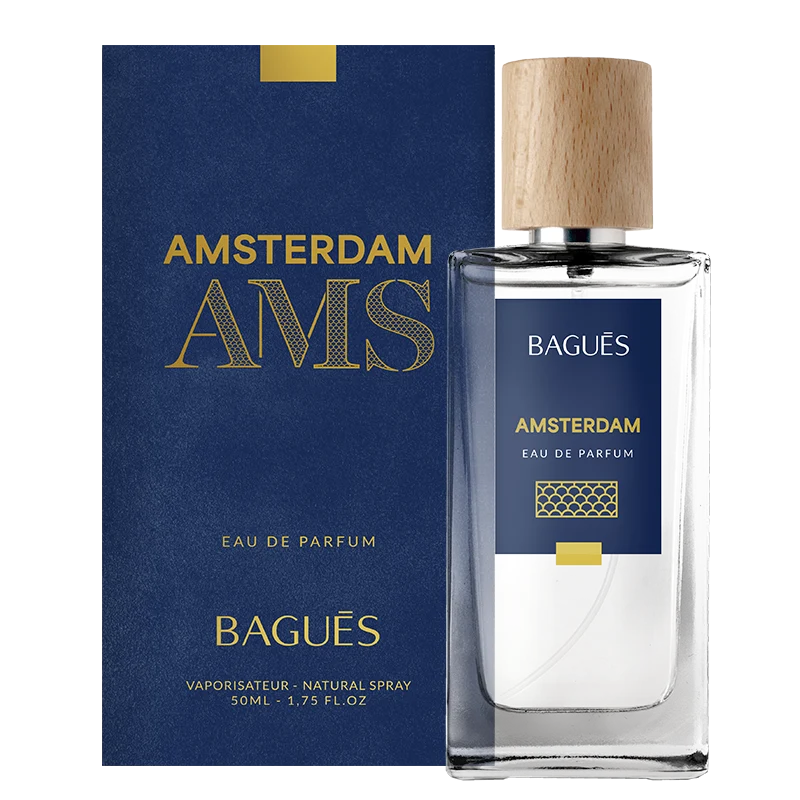 AMSTERDAM
AMS
EAU DE PARFUM
BAGUĒS
VAPORISATEUR - NATURAL SPRAY
50ML - 1,75 FL.OZ
BAGUĒS
AMSTERDAM
EAU DE PARFUM